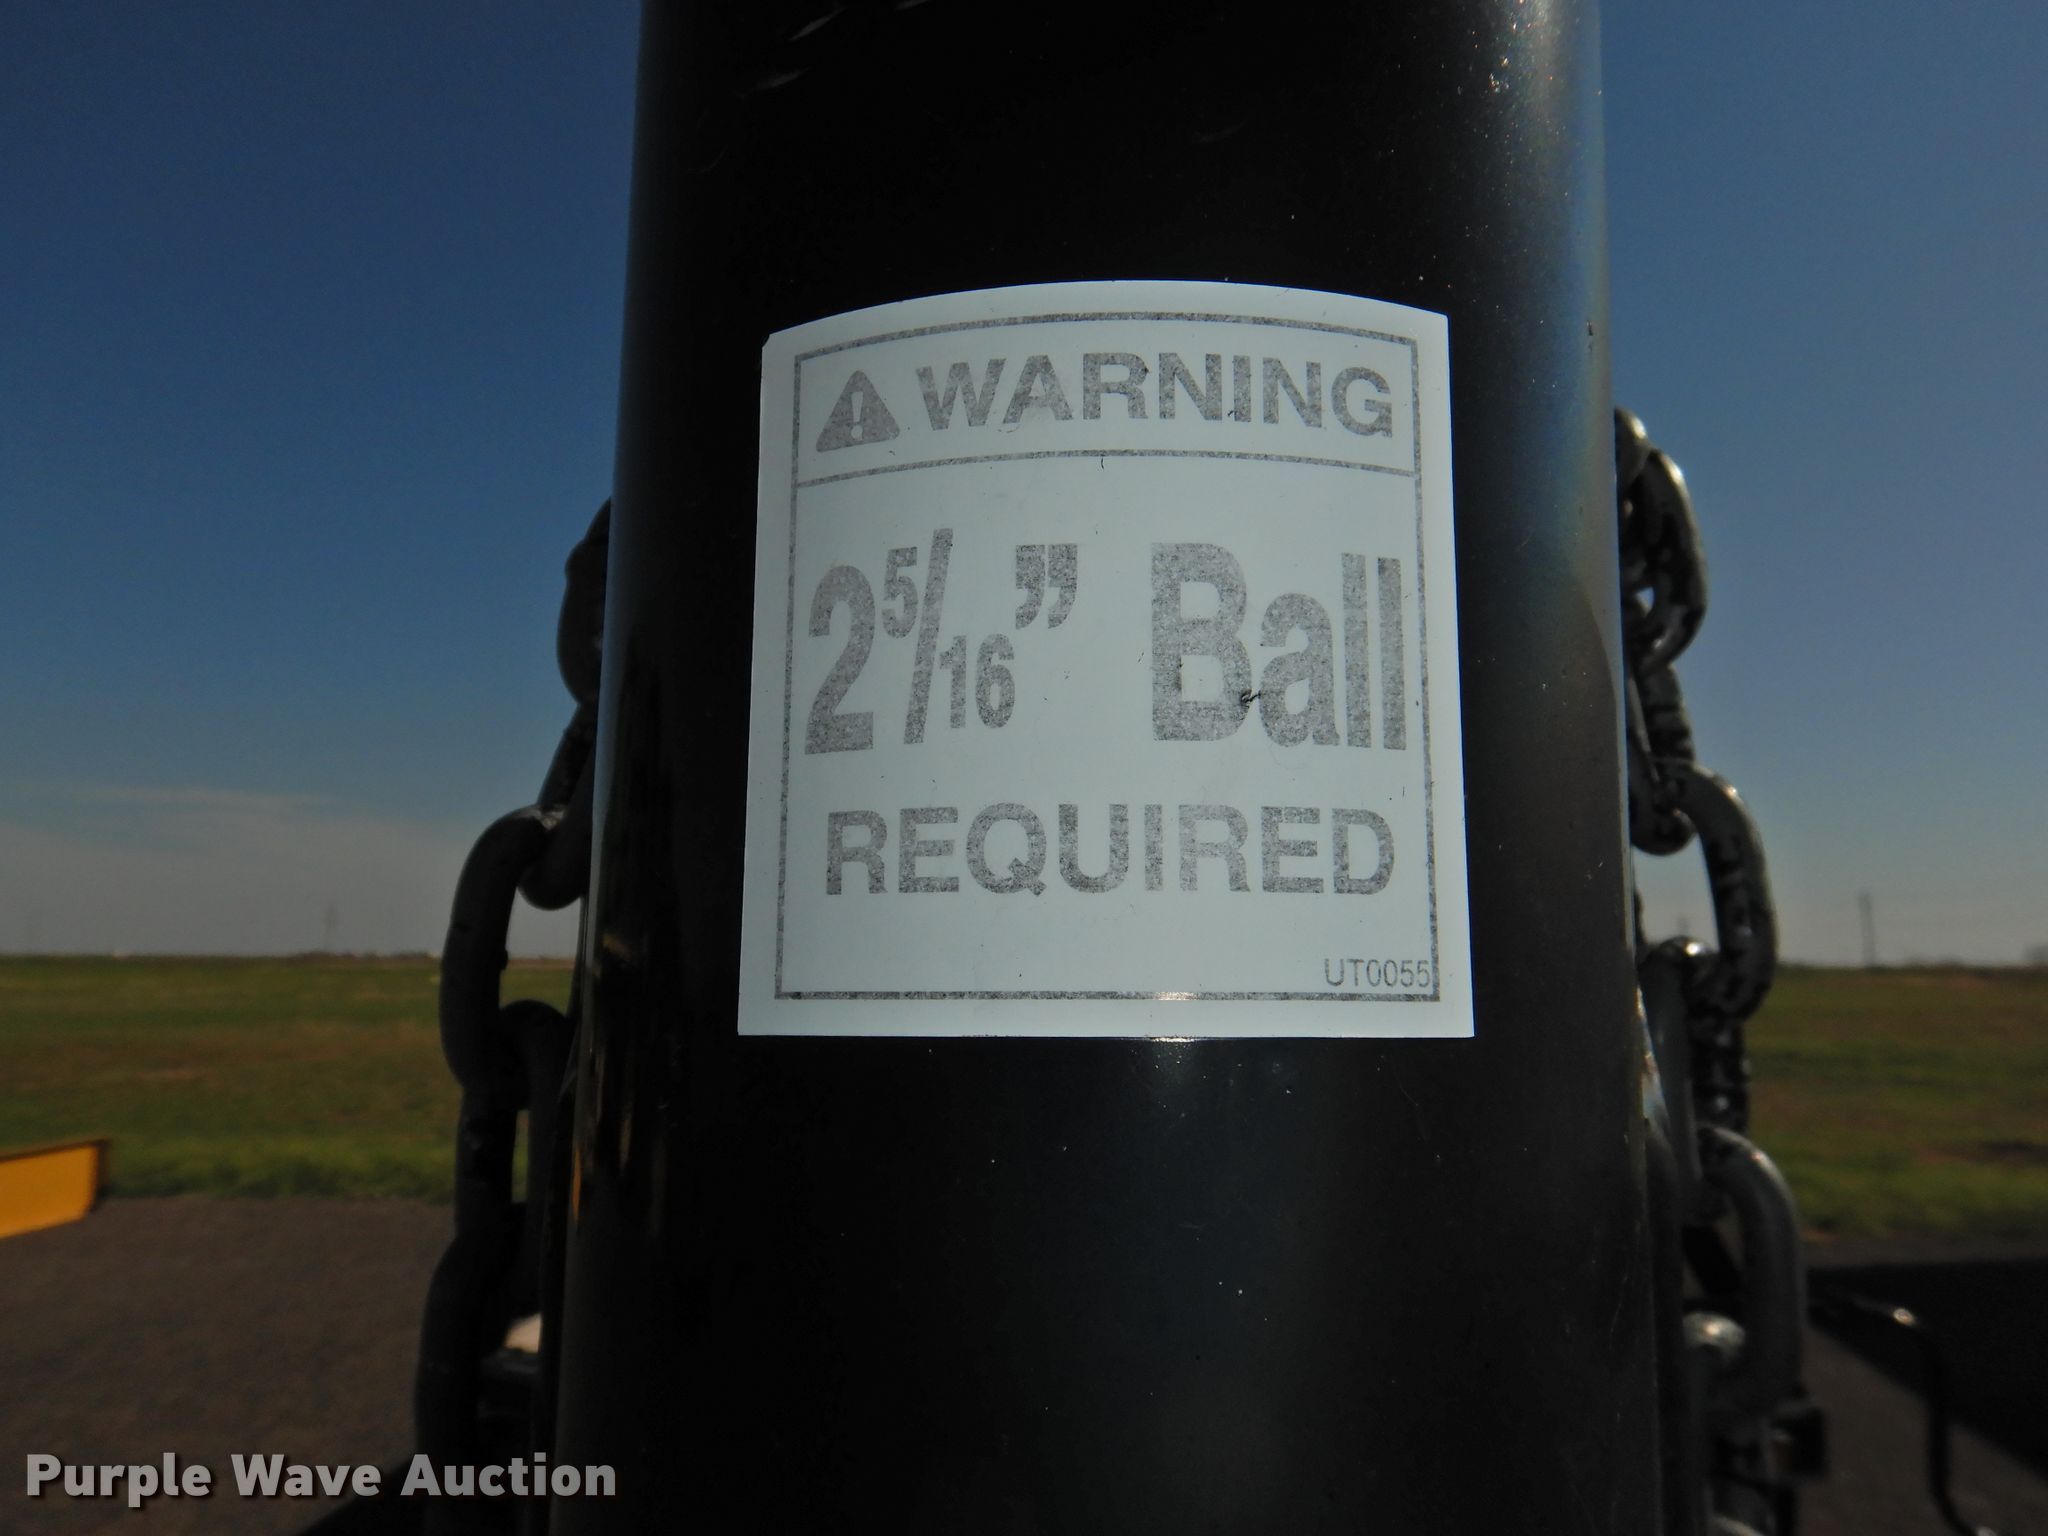 WARNING
2 5/16” Ball
REQUIRED
UT0055
Purple Wave Auction